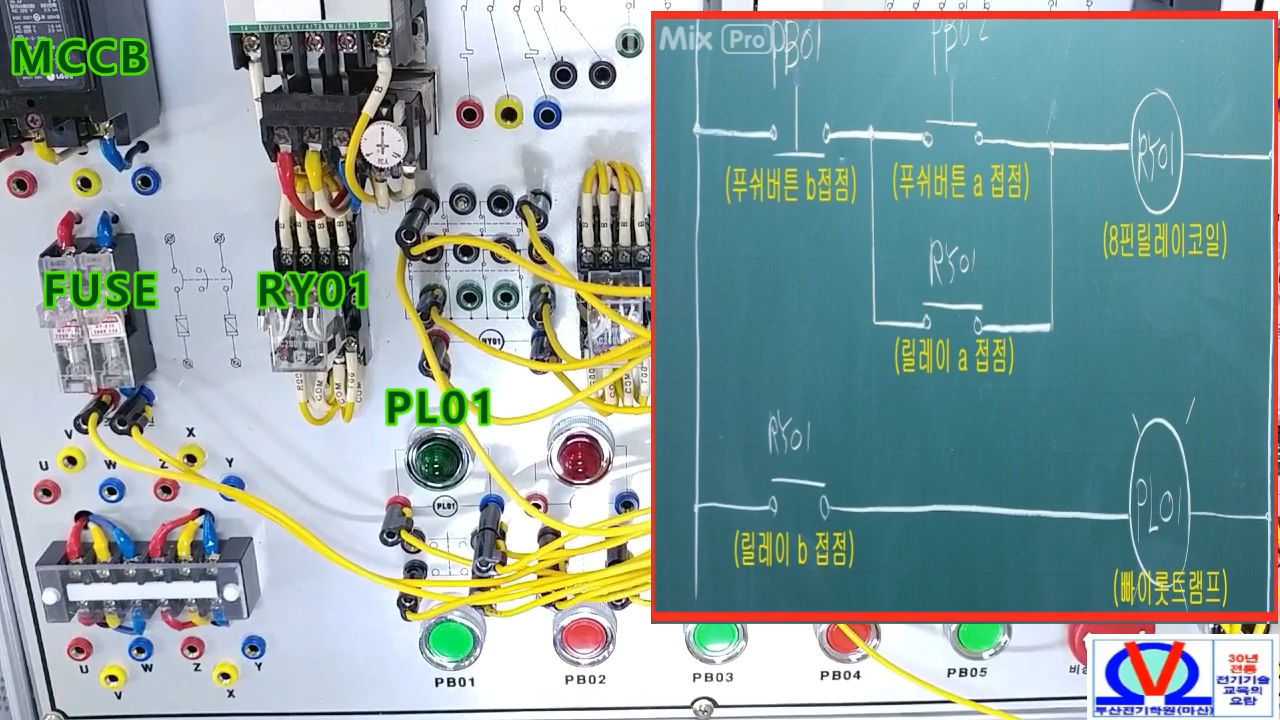 MCCB
FUSE
RY01
PL01
Mix Pro
PB01
PB02
RY01
(푸쉬버튼 b접점)
(푸쉬버튼 a 접점)
(8핀릴레이코일)
RY01
(릴레이 a 접점)
RY01
(릴레이 b 접점)
PL01
(빠이롯뜨램프)
RY01
PL01
COM
V
X
U
W
Z
Y
U
W
Z
Y
V
X
PB01
PB02
PB03
PB04
PB05
비상
30년
전통
전기기술
교육의
요람
부산전기학원(마산)